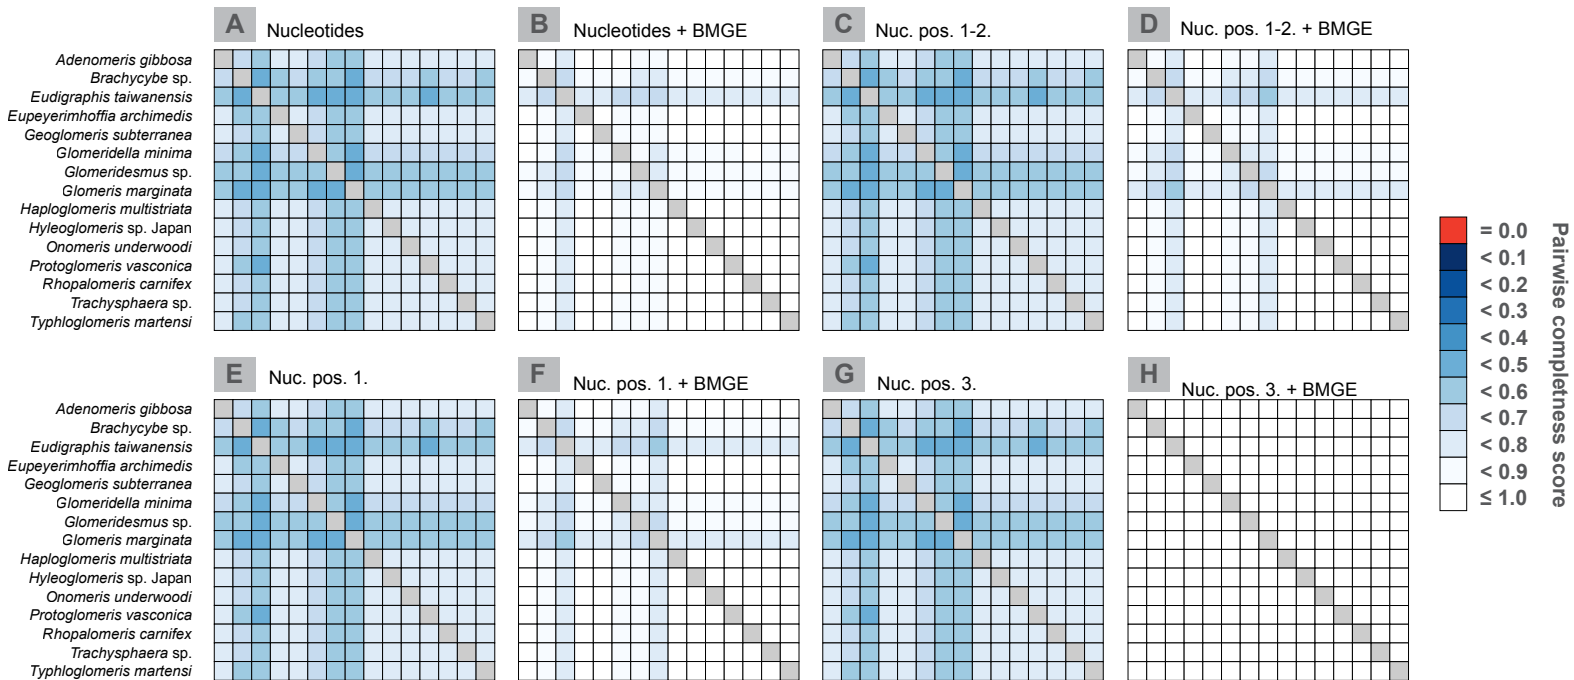 A Nucleotides
B Nucleotides + BMGE
C Nuc. pos. 1-2.
D Nuc. pos. 1-2. + BMGE
Adenomeris gibbosa
Brachycybe sp.
Eudigraphis taiwanensis
Eupeyerimhoffia archimedis
Geoglomeris subterranea
Glomeridella minima
Glomeridesmus sp.
Glomeris marginata
Haploglomeris multistriata
Hyleoglomeris sp. Japan
Onomeris underwoodi
Protoglomeris vasconica
Rhopalomeris carnifex
Trachysphaera sp.
Typhloglomeris martensi
E Nuc. pos. 1.
F Nuc. pos. 1. + BMGE
G Nuc. pos. 3.
H Nuc. pos. 3. + BMGE
Adenomeris gibbosa
Brachycybe sp.
Eudigraphis taiwanensis
Eupeyerimhoffia archimedis
Geoglomeris subterranea
Glomeridella minima
Glomeridesmus sp.
Glomeris marginata
Haploglomeris multistriata
Hyleoglomeris sp. Japan
Onomeris underwoodi
Protoglomeris vasconica
Rhopalomeris carnifex
Trachysphaera sp.
Typhloglomeris martensi
= 0.0
< 0.1
< 0.2
< 0.3
< 0.4
< 0.5
< 0.6
< 0.7
< 0.8
< 0.9
≤ 1.0
Pairwise completness score